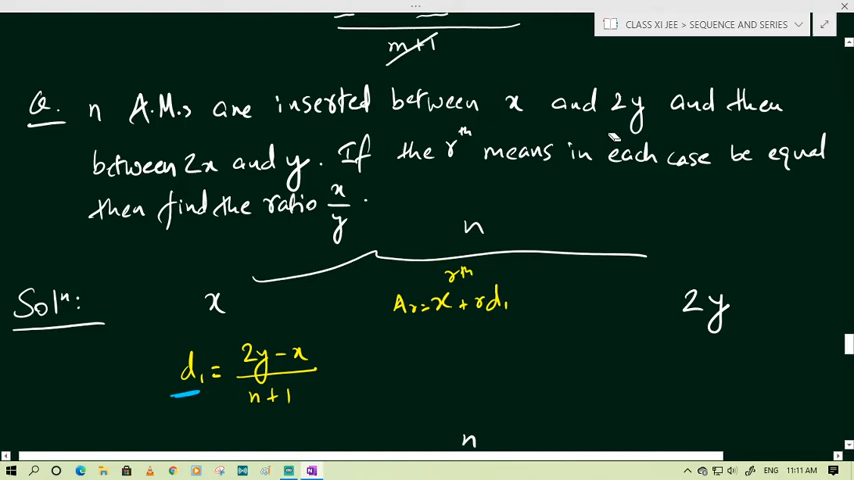 CLASS XI JEE > SEQUENCE AND SERIES
m+1
Q. n A.M.s are inserted between x and 2y and then
between 2x and y. If the rth means in each case be equal
then find the ratio x/y.
n
rth
Soln: x Ar = x + rd1 2y
d1 = 2y - x / n + 1
n
ENG 11:11 AM